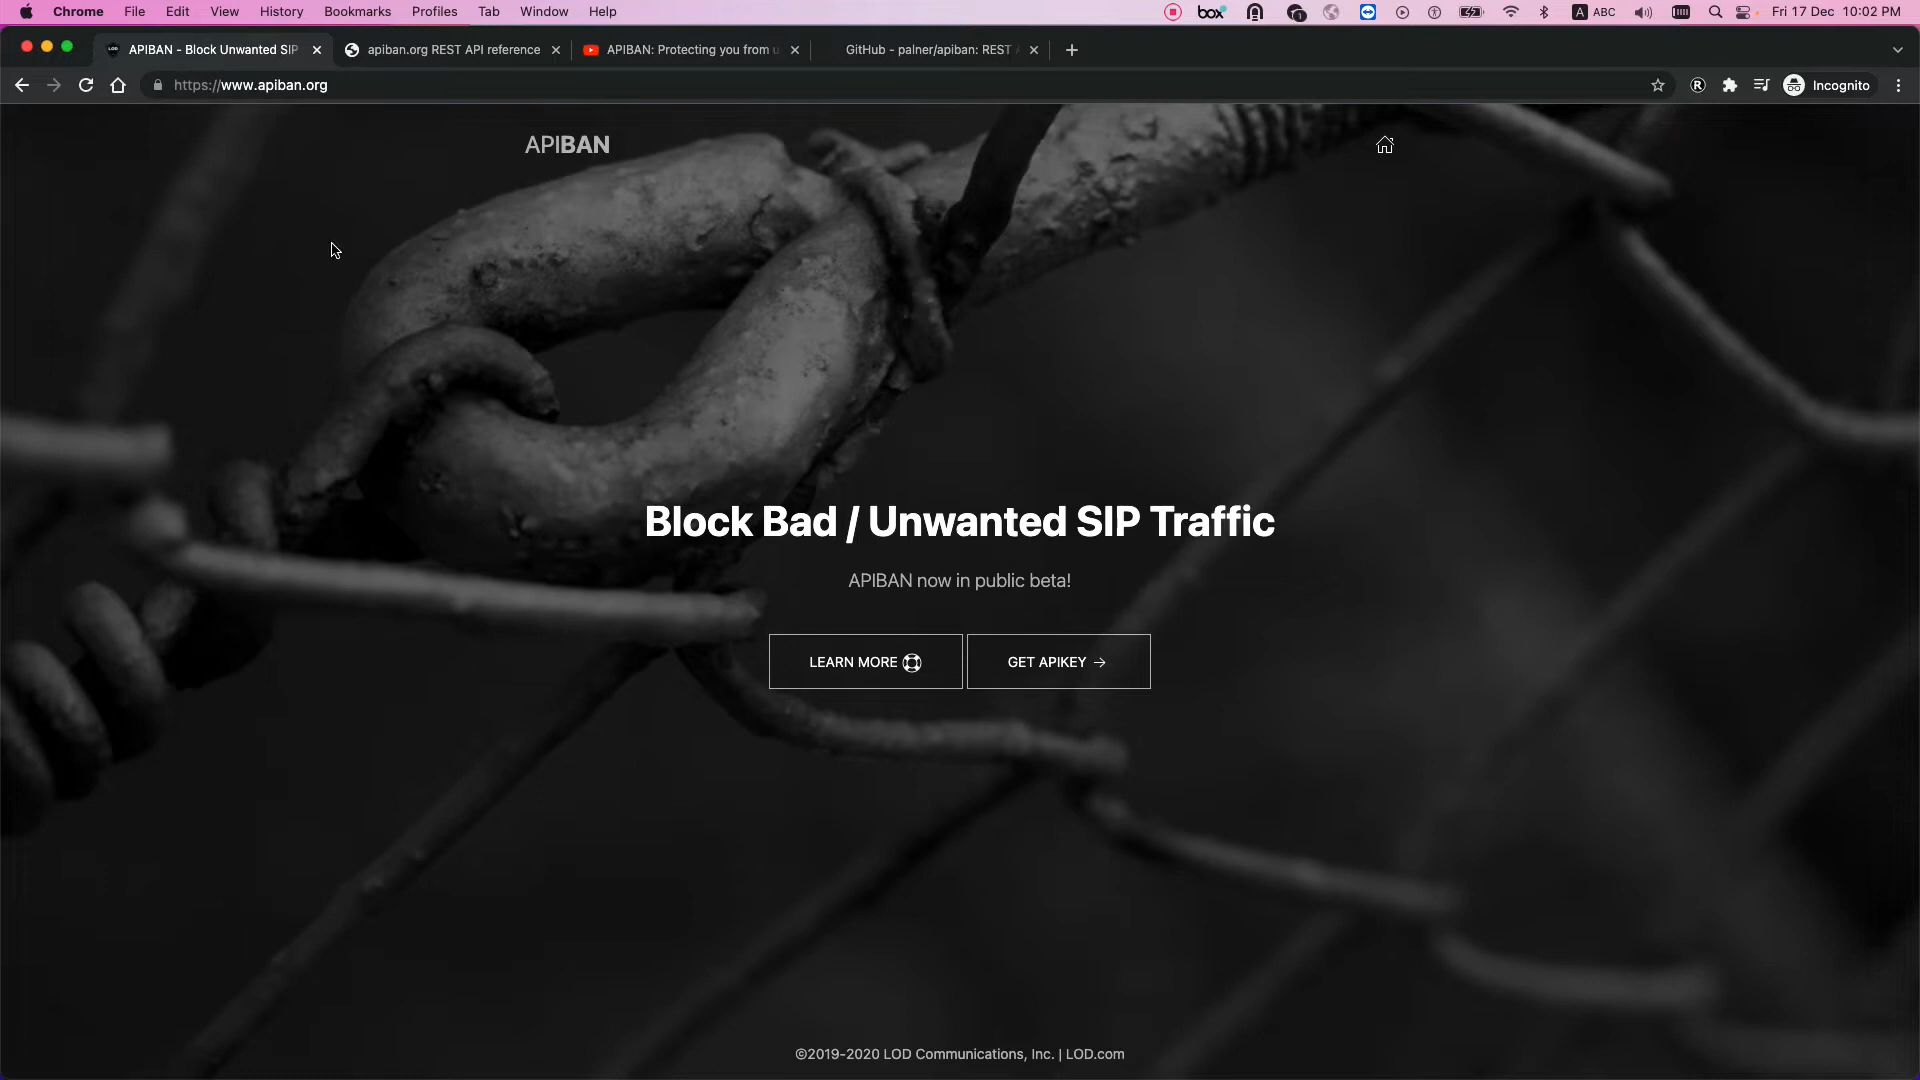 Chrome File Edit View History Bookmarks Profiles Tab Window Help box ABC Fri 17 Dec 10:02 PM
APIBAN - Block Unwanted SIP apiban.org REST API reference APIBAN: Protecting you from u GitHub - palner/apiban: REST A
https://www.apiban.org Incognito
APIBAN
Block Bad / Unwanted SIP Traffic
APIBAN now in public beta!
LEARN MORE GET APIKEY →
©2019-2020 LOD Communications, Inc. | LOD.com